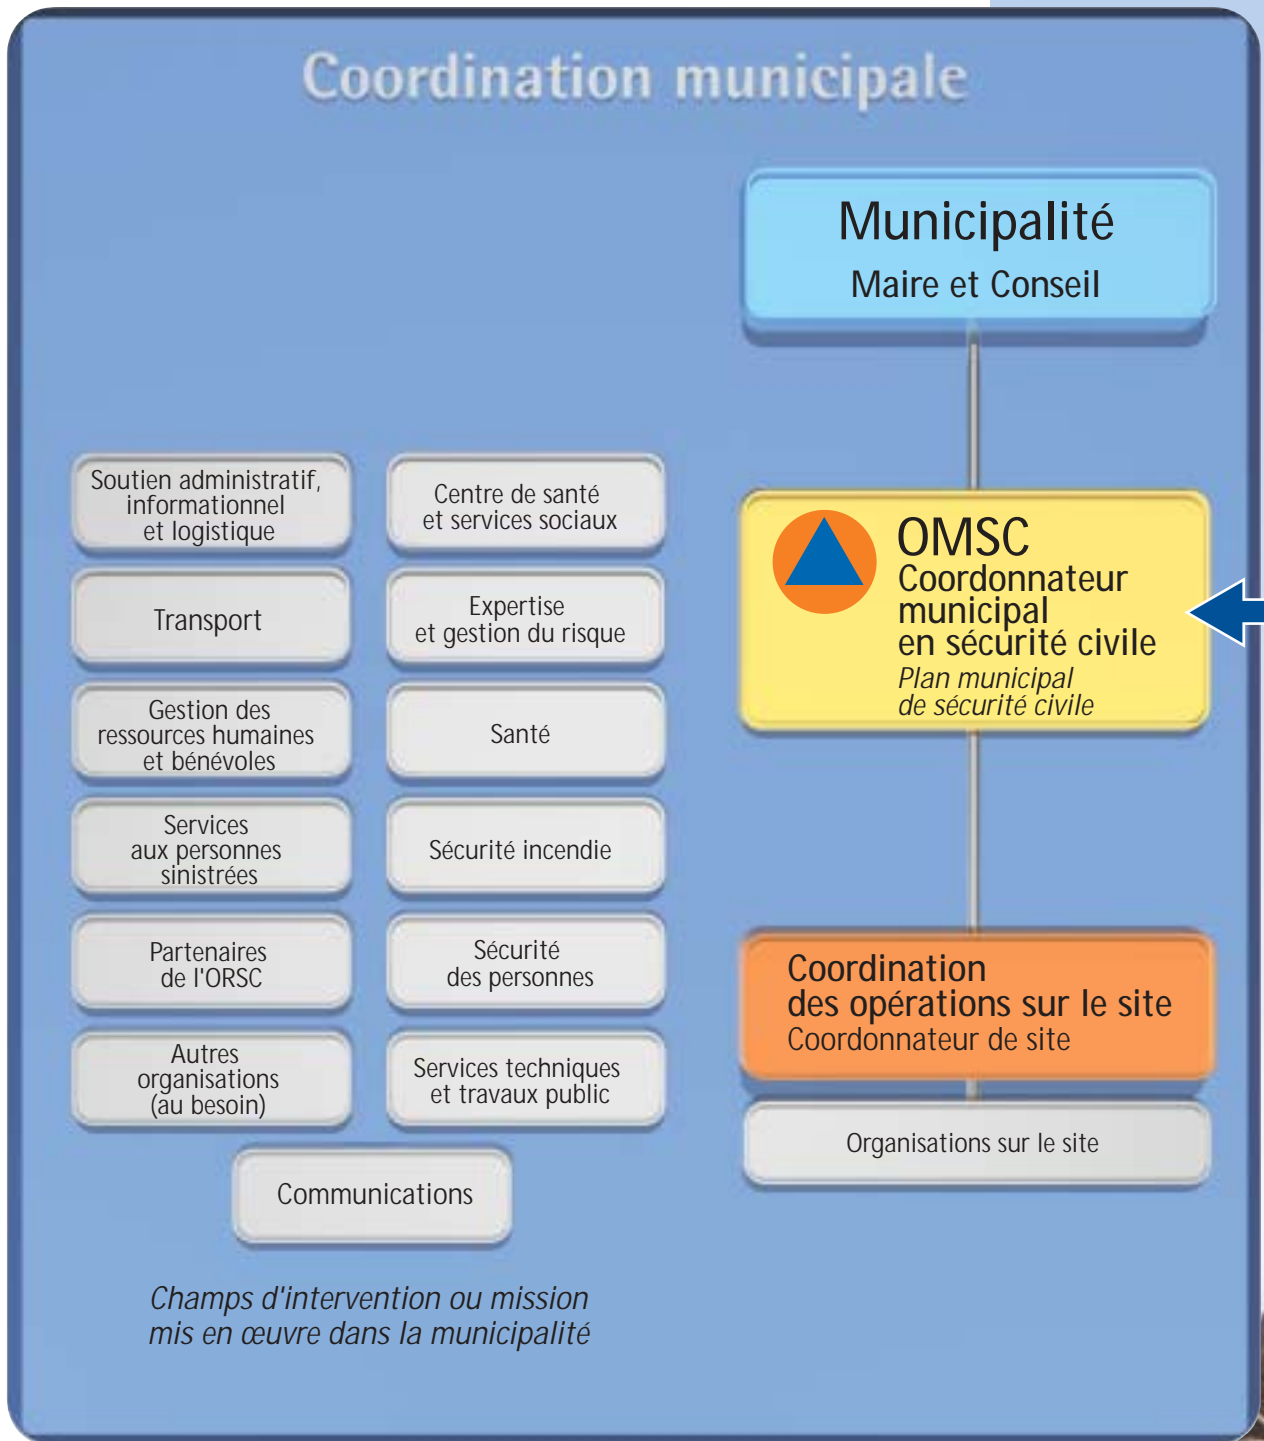 Coordination municipale
Municipalité
Maire et Conseil
Soutien administratif,
informationnel
et logistique
Centre de santé
et services sociaux
Transport
Expertise
et gestion du risque
Gestion des
ressources humaines
et bénévoles
Santé
Services
aux personnes
sinistrées
Sécurité incendie
Partenaires
de l'ORSC
Sécurité
des personnes
Autres
organisations
(au besoin)
Services techniques
et travaux public
Communications
Champs d'intervention ou mission
mis en œuvre dans la municipalité
OMSC
Coordonnateur
municipal
en sécurité civile
Plan municipal
de sécurité civile
Coordination
des opérations sur le site
Coordonnateur de site
Organisations sur le site